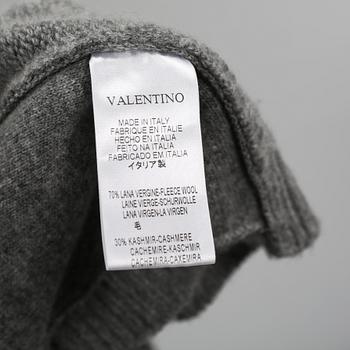 VALENTINO
MADE IN ITALY
FABRIQUE EN ITALIE
HECHO EN ITALIA
FEITO NA ITALIA
FABRICADO EM ITALIA
イタリア製
70% LANA VERGINE-FLEECE WOOL
LAINE VIERGE-SCHURWOLLE
LANA VIRGEN-LA VIRGEN
毛
30% KASHMIR-CASHMERE
CACHEMIRE-KASCHMIR
CACHEMIRA-CAXEMIRA